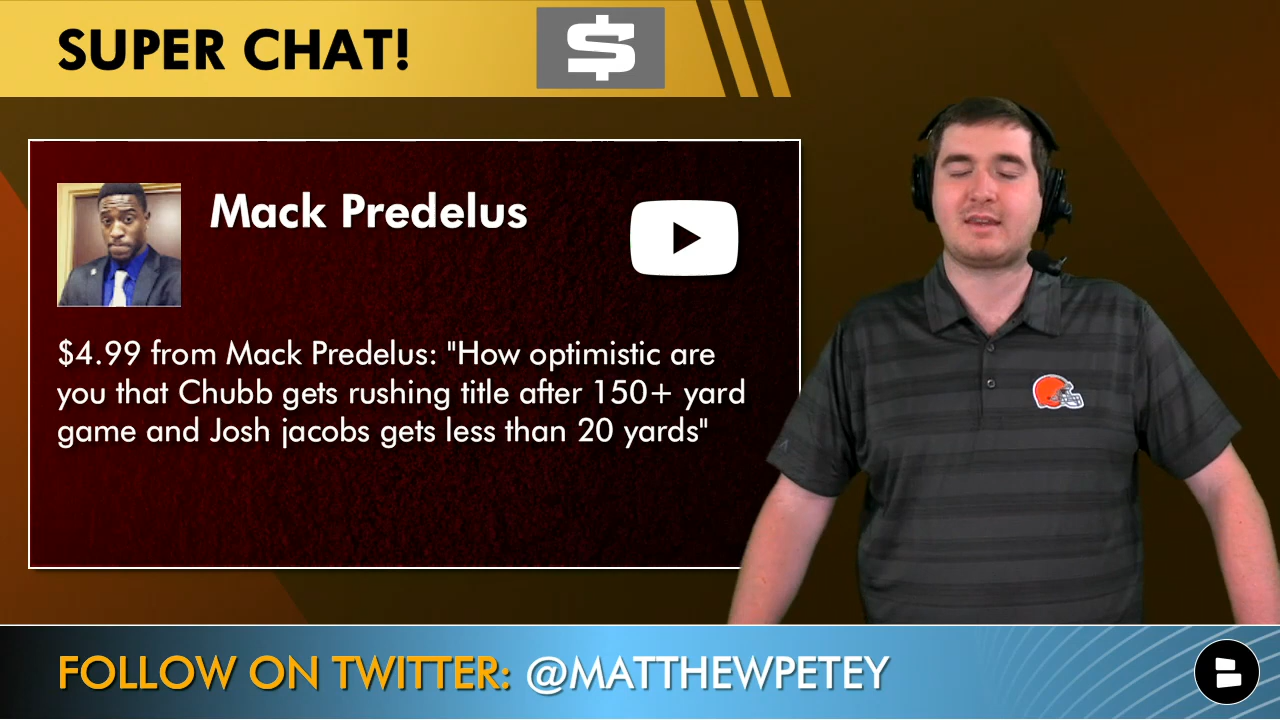 SUPER CHAT!
Mack Predelus
$4.99 from Mack Predelus: "How optimistic are
you that Chubb gets rushing title after 150+ yard
game and Josh jacobs gets less than 20 yards"
FOLLOW ON TWITTER: @MATTHEWPETEY